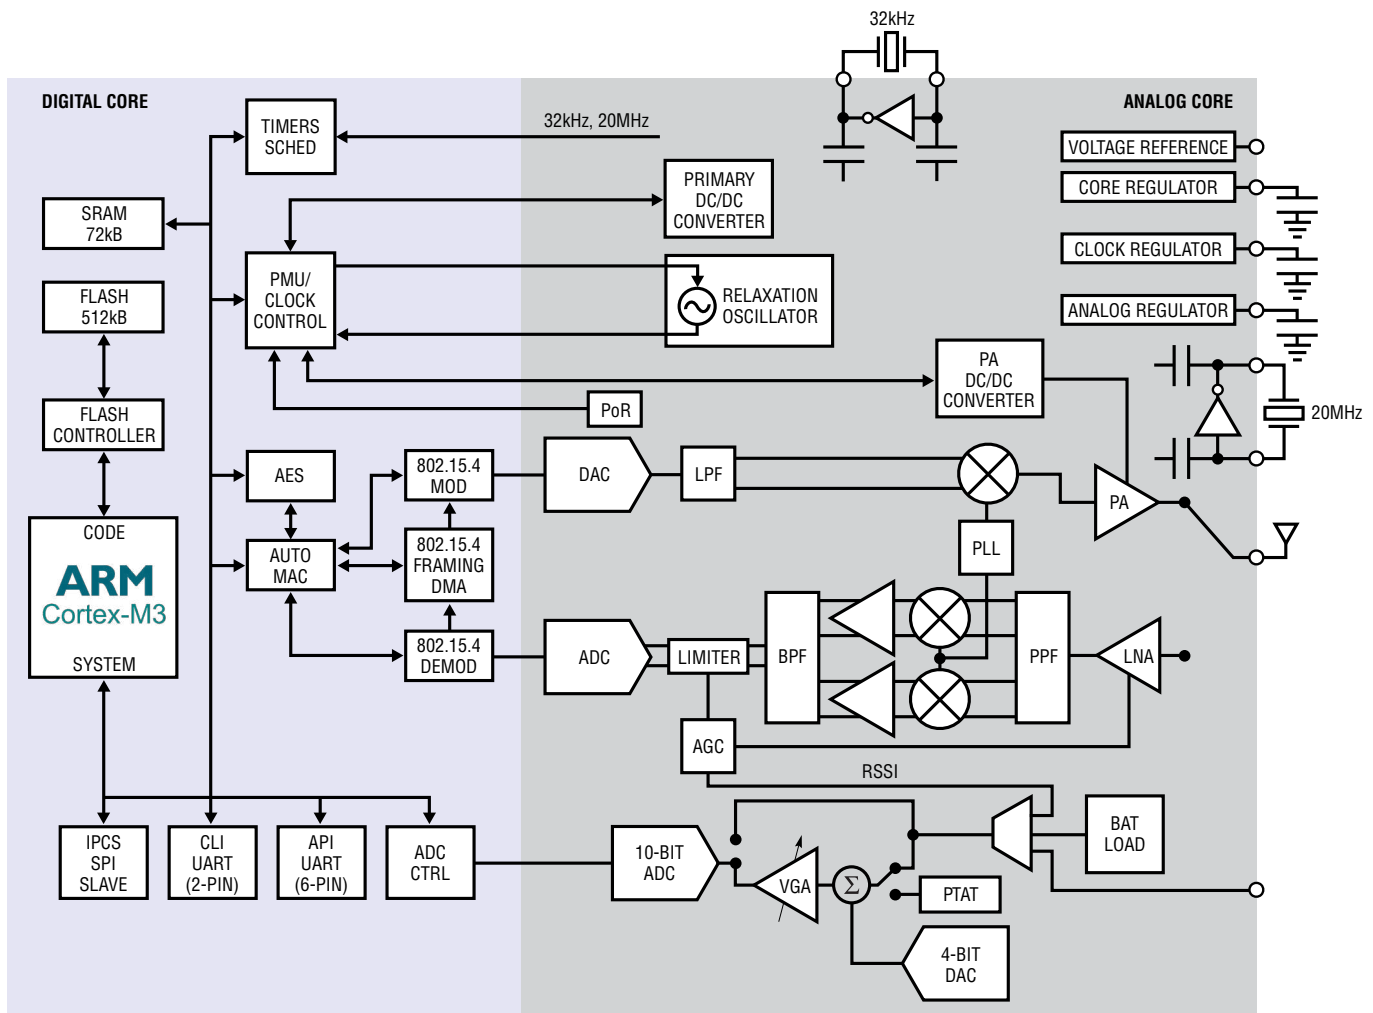 32kHz
DIGITAL CORE
ANALOG CORE
TIMERS
SCHED
32kHz, 20MHz
VOLTAGE REFERENCE
PRIMARY
DC/DC
CONVERTER
CORE REGULATOR
SRAM
72kB
CLOCK REGULATOR
PMU/
CLOCK
CONTROL
RELAXATION
OSCILLATOR
FLASH
512kB
ANALOG REGULATOR
PA
DC/DC
CONVERTER
PoR
20MHz
FLASH
CONTROLLER
AES
802.15.4
MOD
DAC
LPF
PA
CODE
ARM
Cortex-M3
SYSTEM
AUTO
MAC
802.15.4
FRAMING
DMA
PLL
802.15.4
DEMOD
ADC
LIMITER
BPF
PPF
LNA
AGC
RSSI
IPCS
SPI
SLAVE
CLI
UART
(2-PIN)
API
UART
(6-PIN)
ADC
CTRL
10-BIT
ADC
VGA
Σ
BAT
LOAD
PTAT
4-BIT
DAC